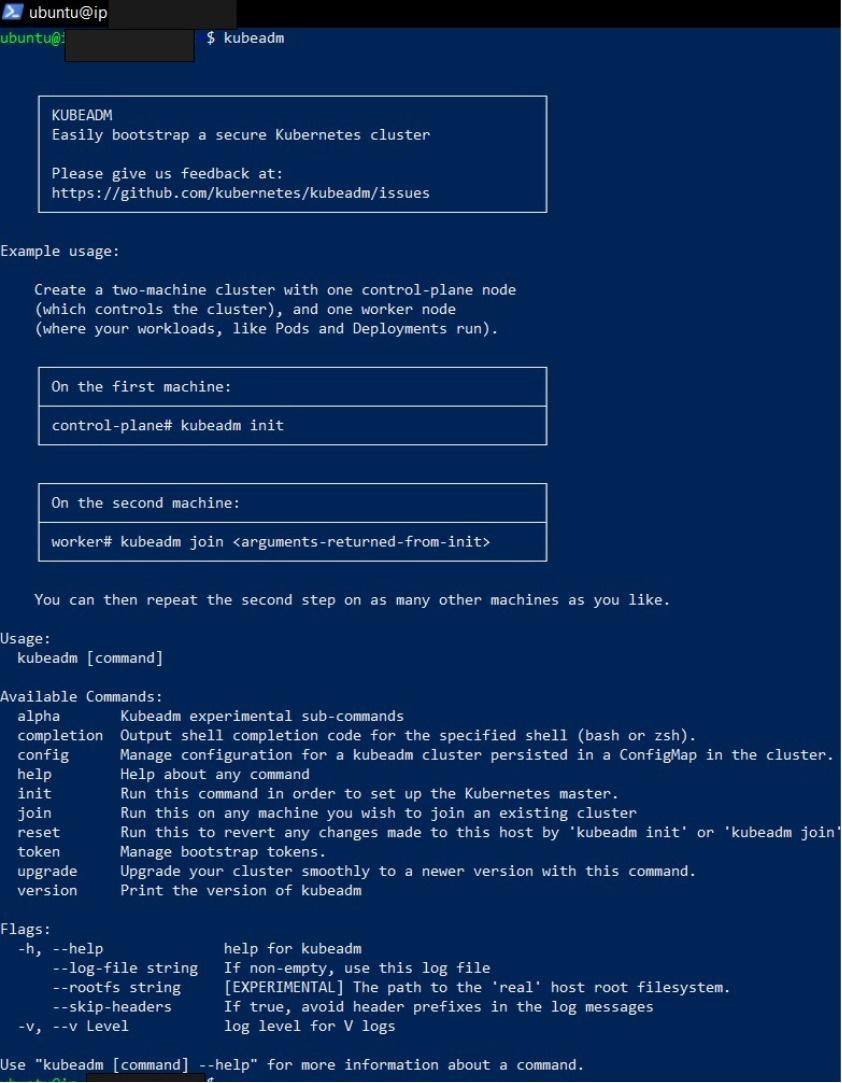 ubuntu@ip
ubuntu@i $ kubeadm
KUBEADM
Easily bootstrap a secure Kubernetes cluster
Please give us feedback at:
https://github.com/kubernetes/kubeadm/issues
Example usage:
Create a two-machine cluster with one control-plane node
(which controls the cluster), and one worker node
(where your workloads, like Pods and Deployments run).
On the first machine:
control-plane# kubeadm init
On the second machine:
worker# kubeadm join <arguments-returned-from-init>
You can then repeat the second step on as many other machines as you like.
Usage:
kubeadm [command]
Available Commands:
alpha Kubeadm experimental sub-commands
completion Output shell completion code for the specified shell (bash or zsh).
config Manage configuration for a kubeadm cluster persisted in a ConfigMap in the cluster.
help Help about any command
init Run this command in order to set up the Kubernetes master.
join Run this on any machine you wish to join an existing cluster
reset Run this to revert any changes made to this host by 'kubeadm init' or 'kubeadm join'
token Manage bootstrap tokens.
upgrade Upgrade your cluster smoothly to a newer version with this command.
version Print the version of kubeadm
Flags:
-h, --help help for kubeadm
--log-file string If non-empty, use this log file
--rootfs string [EXPERIMENTAL] The path to the 'real' host root filesystem.
--skip-headers If true, avoid header prefixes in the log messages
-v, --v Level log level for V logs
Use "kubeadm [command] --help" for more information about a command.